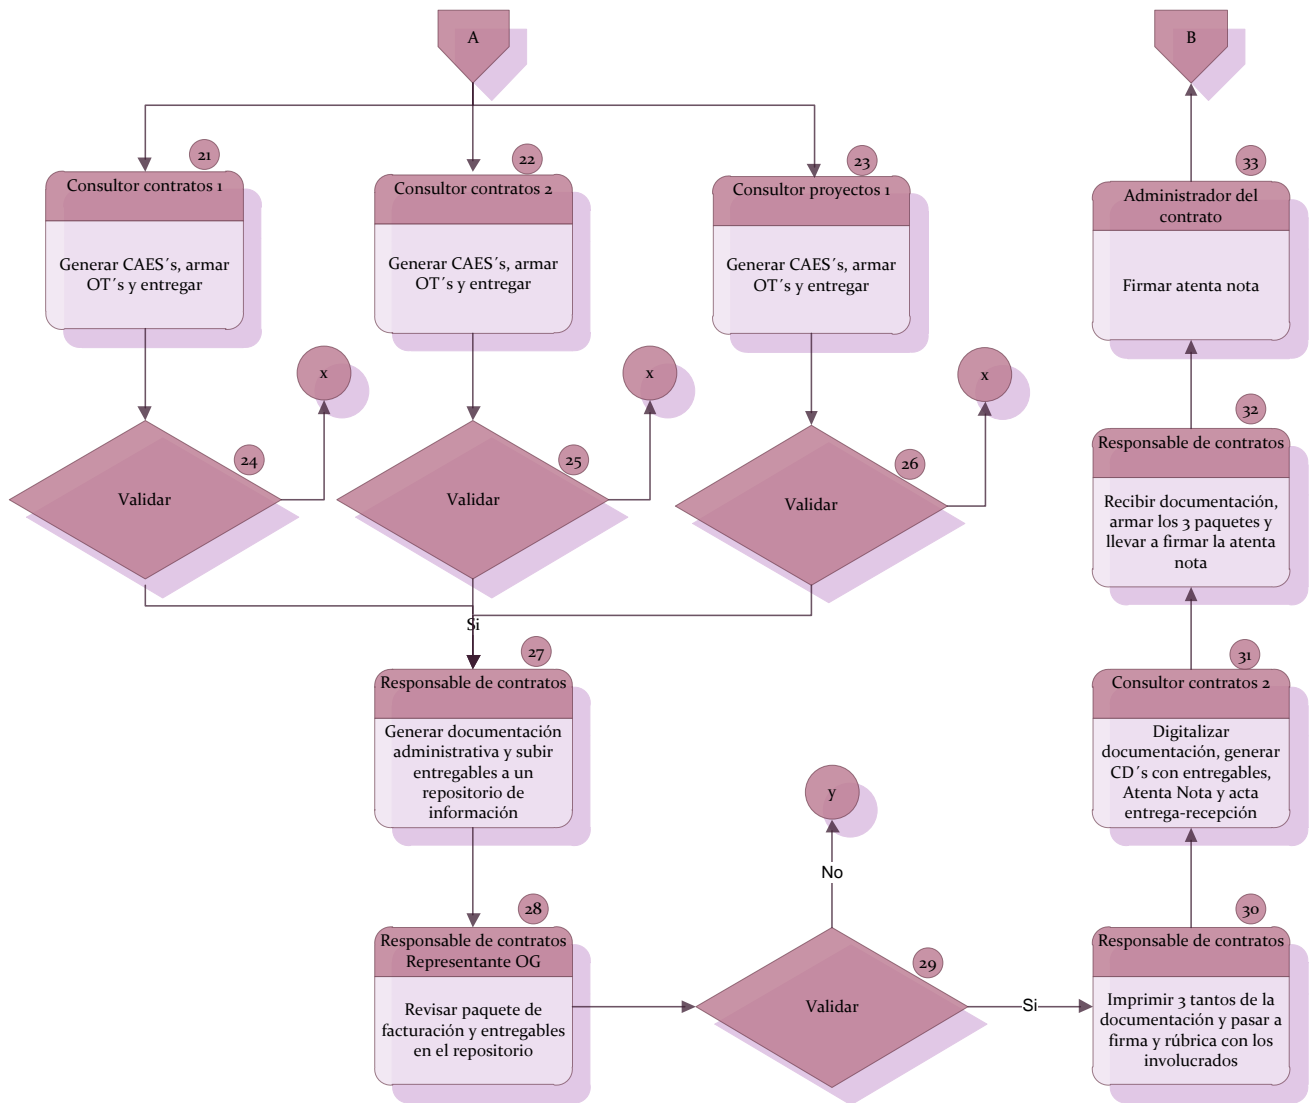 A
B
21
Consultor contratos 1
Generar CAES´s, armar
OT´s y entregar
22
Consultor contratos 2
Generar CAES´s, armar
OT´s y entregar
23
Consultor proyectos 1
Generar CAES´s, armar
OT´s y entregar
33
Administrador del
contrato
Firmar atenta nota
x
x
x
24
Validar
25
Validar
26
Validar
32
Responsable de contratos
Recibir documentación,
armar los 3 paquetes y
llevar a firmar la atenta
nota
Si
27
Responsable de contratos
Generar documentación
administrativa y subir
entregables a un
repositorio de
información
31
Consultor contratos 2
Digitalizar
documentación, generar
CD´s con entregables,
Atenta Nota y acta
entrega-recepción
y
No
28
Responsable de contratos
Representante OG
Revisar paquete de
facturación y entregables
en el repositorio
29
Validar
Si
30
Responsable de contratos
Imprimir 3 tantos de la
documentación y pasar a
firma y rúbrica con los
involucrados